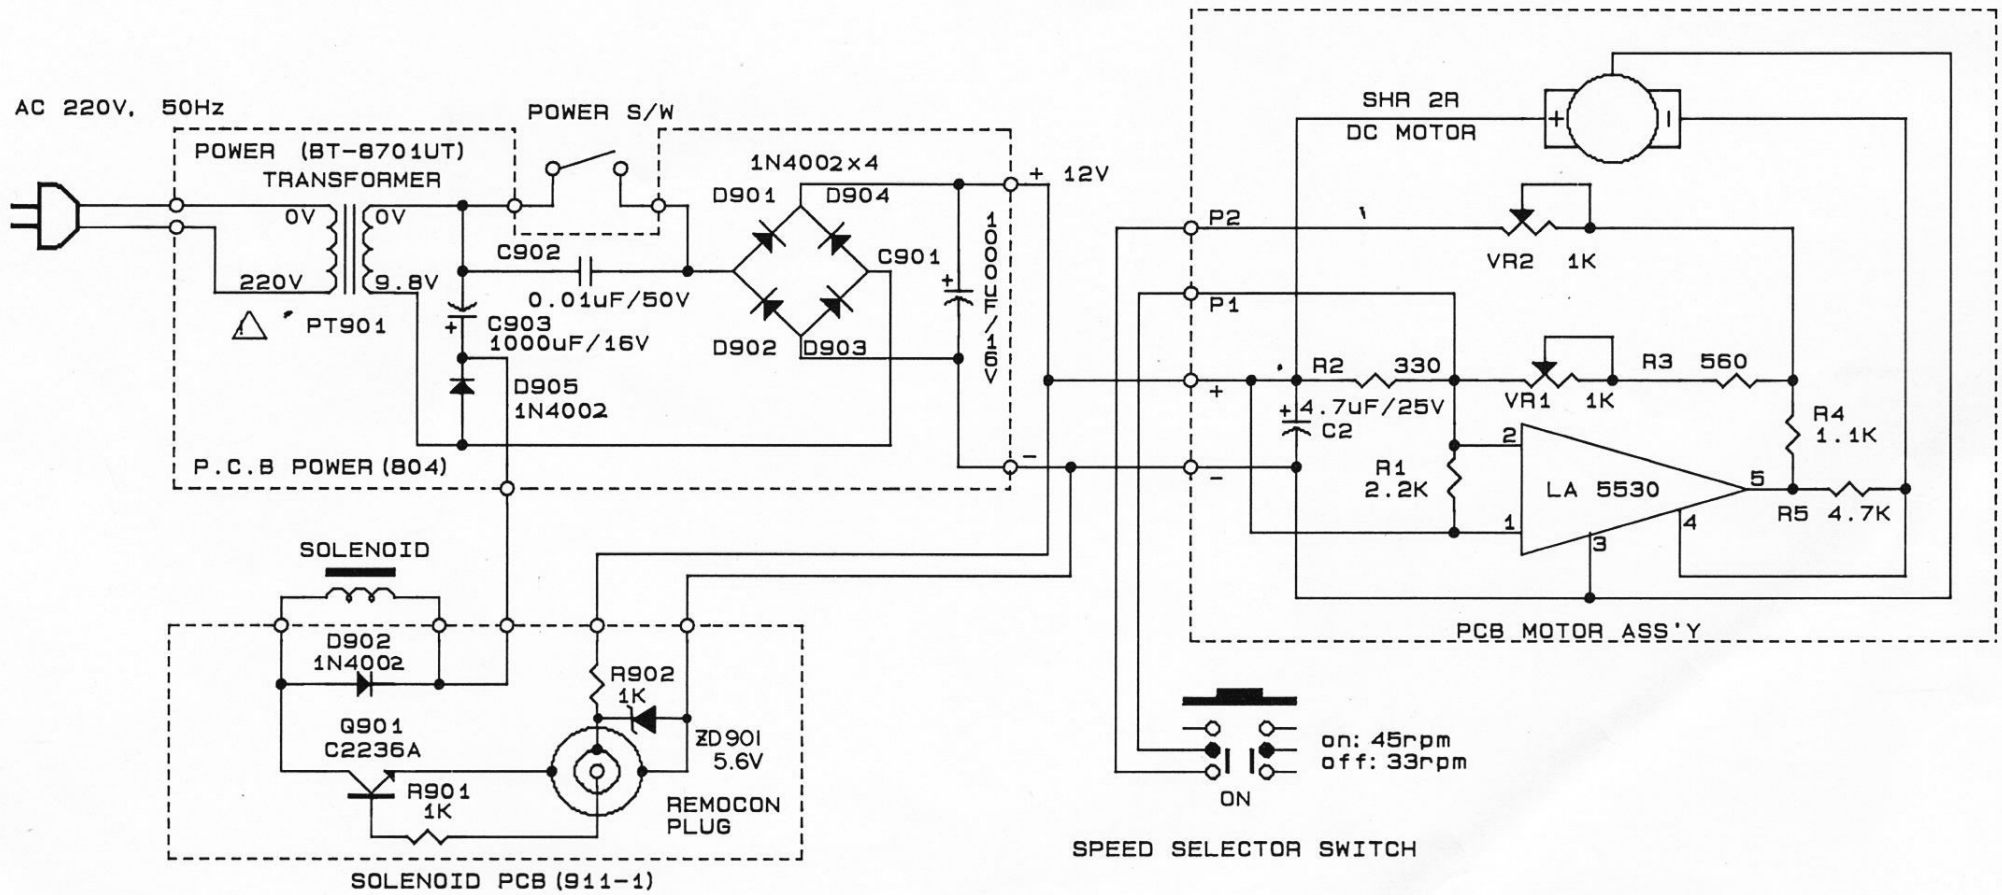 AC 220V, 50Hz
POWER (BT-8701UT)
TRANSFORMER
0V
0V
220V
9.8V
PT901
POWER S/W
C902
0.01uF/50V
C903
+
1000uF/16V
D905
1N4002
1N4002x4
D901
D904
D902
D903
C901
+
1000uF/16V
+ 12V
-
P.C.B POWER(804)
SOLENOID
D902
1N4002
Q901
C2236A
R901
1K
R902
1K
ZD901
5.6V
REMOCON
PLUG
SOLENOID PCB(911-1)
SHR 2R
DC MOTOR
+
-
P2
VR2 1K
P1
+
-
R2 330
+ 4.7uF/25V
C2
VR1 1K
R3 560
R4
1.1K
R1
2.2K
2
1
LA 5530
5
4
3
R5 4.7K
PCB MOTOR ASS'Y
on: 45rpm
off: 33rpm
ON
SPEED SELECTOR SWITCH